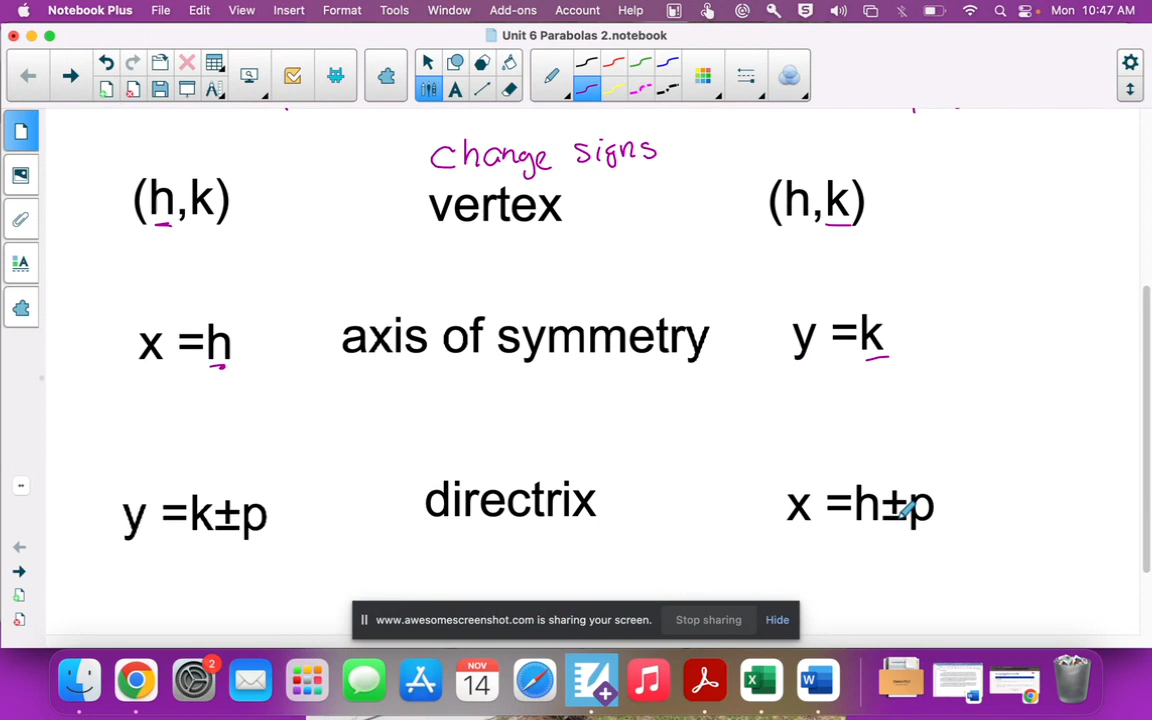 Notebook Plus File Edit View Insert Format Tools Window Add-ons Account Help Mon 10:47 AM
Unit 6 Parabolas 2.notebook
change signs
(h,k) vertex (h,k)
x =h axis of symmetry y =k
y =k±p directrix x =h±p
www.awesomescreenshot.com is sharing your screen. Stop sharing Hide
2
NOV
14